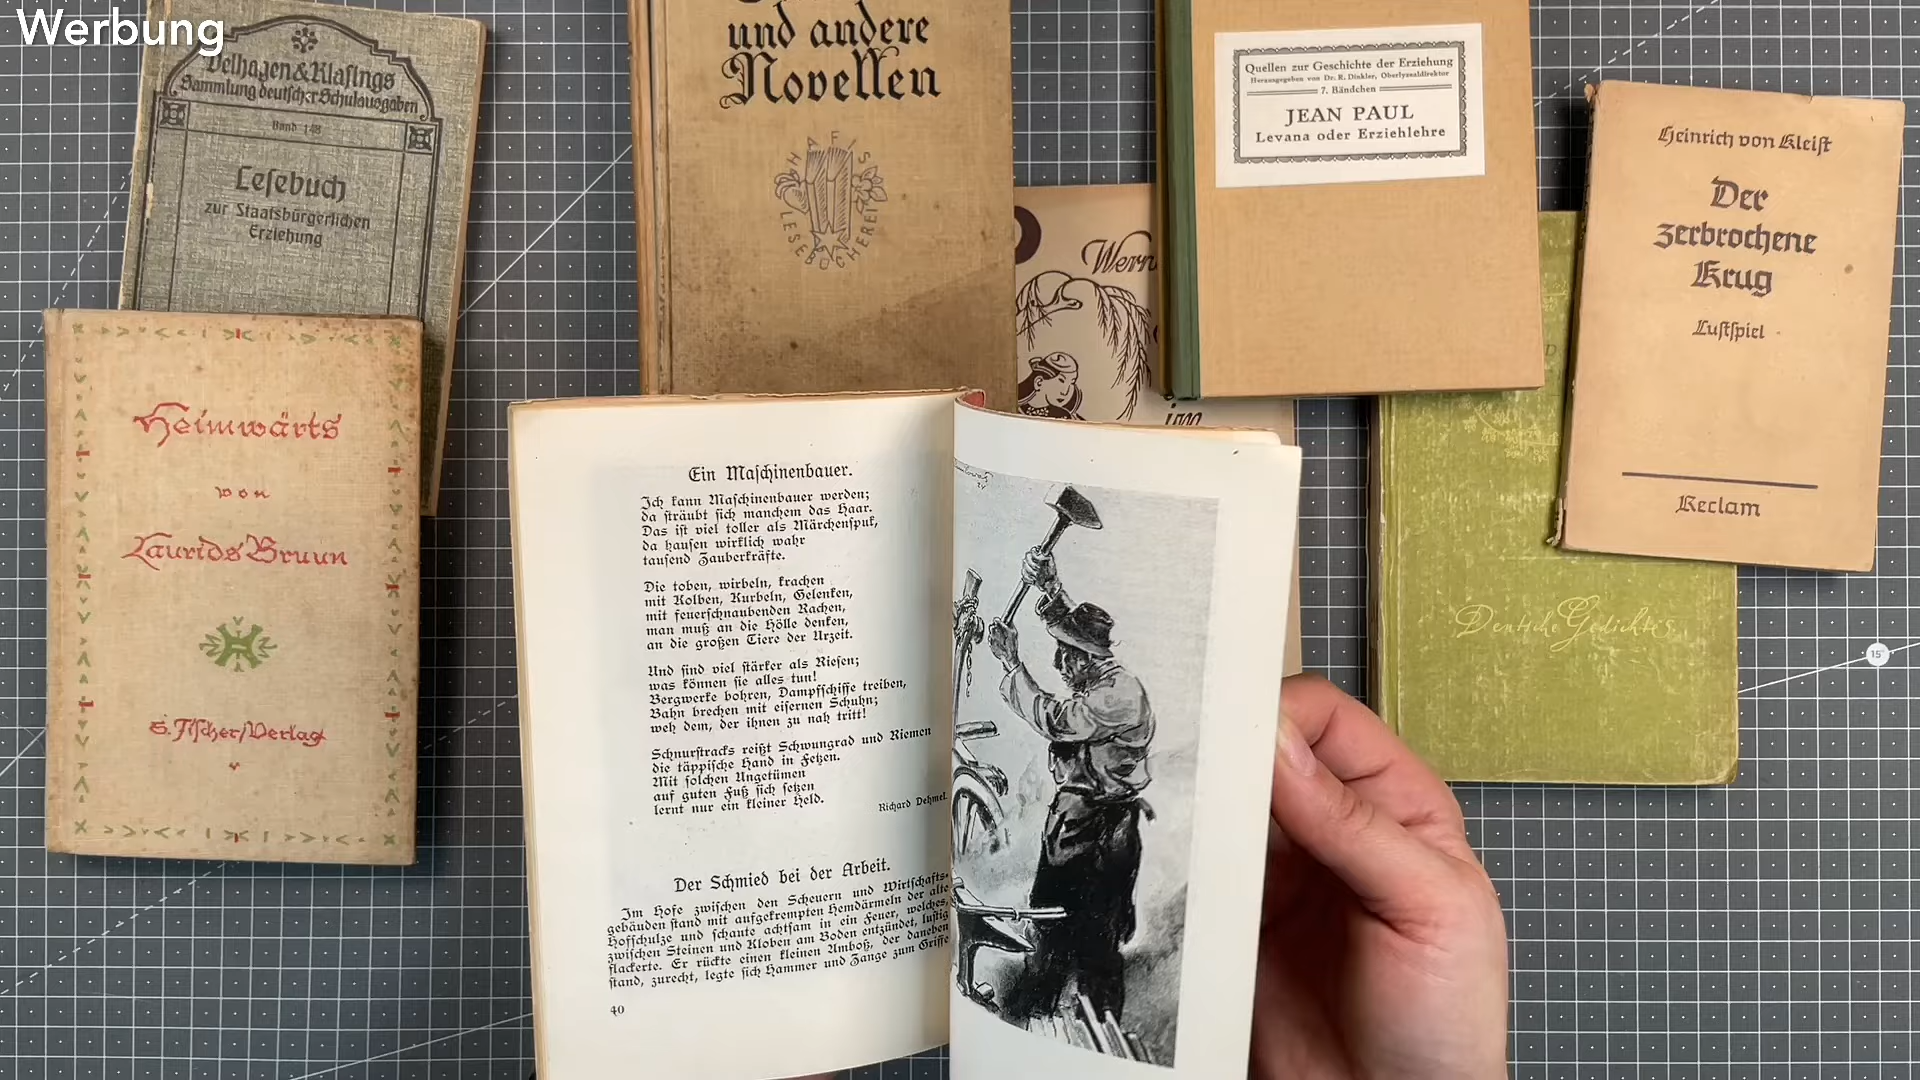 Werbung
Velhagen & Klasings
Sammlung deutscher Schulausgaben
Band 148
Lesebuch
zur Staatsbürgerlichen
Erziehung
Heimwärts
von
Laurids Bruun
S. Fischer / Verlag
und andere
Novellen
HAFIS
LESEBÜCHEREI
Wern
im
Quellen zur Geschichte der Erziehung
Herausgegeben von Dr. R. Dinkler, Oberlyzealdirektor
7. Bändchen
JEAN PAUL
Levana oder Erziehlehre
Heinrich von Kleist
Der
zerbrochene
Krug
Lustspiel
Reclam
Deutsche Gedichte
15°
Ein Maſchinenbauer.
Ich kann Maſchinenbauer werden;
da ſträubt ſich manchem das Haar.
Das iſt viel toller als Märchenſpuk,
da hauſen wirklich wahr
tauſend Zauberkräfte.
Die toben, wirbeln, krachen
mit Kolben, Kurbeln, Gelenken,
mit feuerſchnaubenden Rachen,
man muß an die Hölle denken,
an die großen Tiere der Urzeit.
Und ſind viel ſtärker als Rieſen;
was können ſie alles tun!
Bergwerke bohren, Dampfſchiffe treiben,
Bahn brechen mit eiſernen Schuhn;
weh dem, der ihnen zu nah tritt!
Schnurſtracks reißt Schwungrad und Riemen
die täppiſche Hand in Fetzen.
Mit ſolchen Ungetümen
auf guten Fuß ſich ſetzen
lernt nur ein kleiner Held.
Richard Dehmel.
Der Schmied bei der Arbeit.
Im Hofe zwiſchen den Scheuern und Wirtſchafts-
gebäuden ſtand mit aufgekrempten Hemdärmeln der alte
Hofſchulze und ſchaute achtſam in ein Feuer, welches,
zwiſchen Steinen und Kloben am Boden entzündet, luſtig
flackerte. Er rückte einen kleinen Amboß, der daneben
ſtand, zurecht, legte ſich Hammer und Zange zum Griffe
40